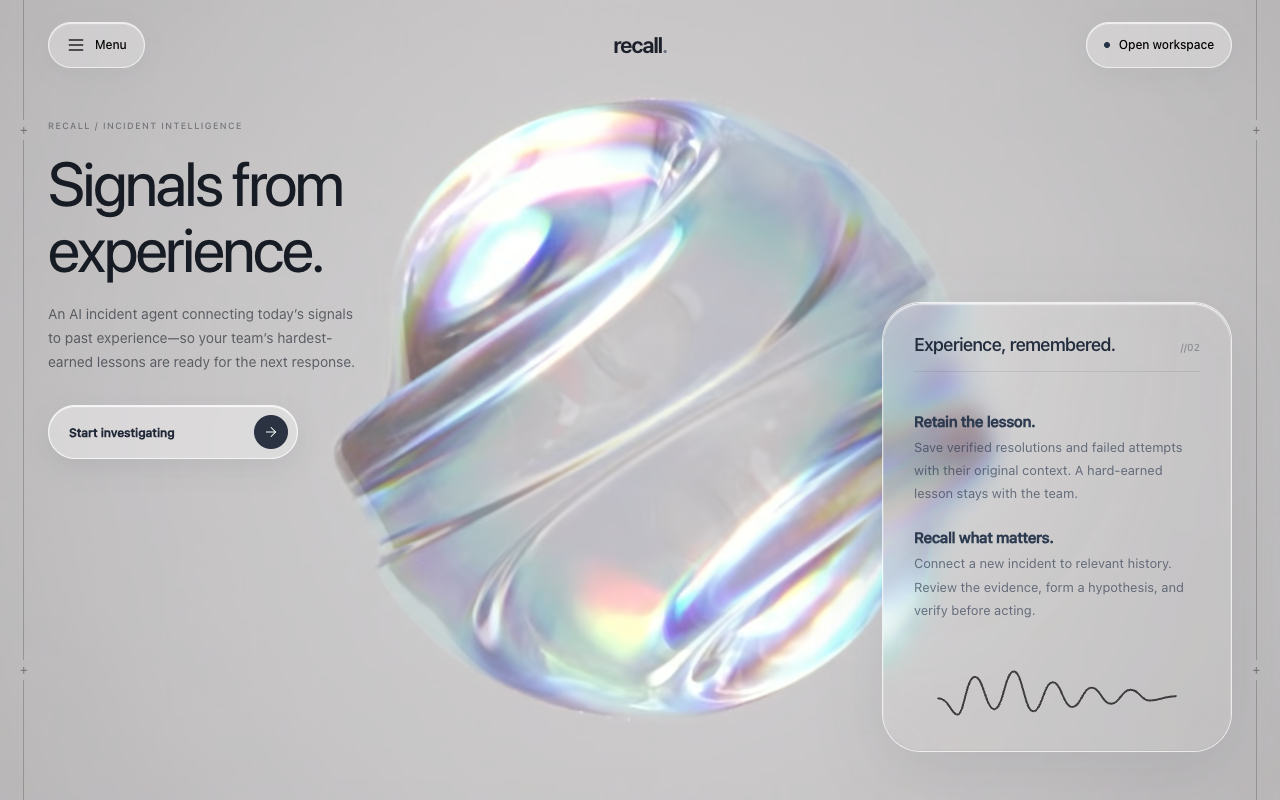 Menu
recall.
Open workspace
RECALL / INCIDENT INTELLIGENCE
Signals from
experience.
An AI incident agent connecting today’s signals
to past experience—so your team’s hardest-
earned lessons are ready for the next response.
Start investigating
Experience, remembered.
//02
Retain the lesson.
Save verified resolutions and failed attempts
with their original context. A hard-earned
lesson stays with the team.
Recall what matters.
Connect a new incident to relevant history.
Review the evidence, form a hypothesis, and
verify before acting.